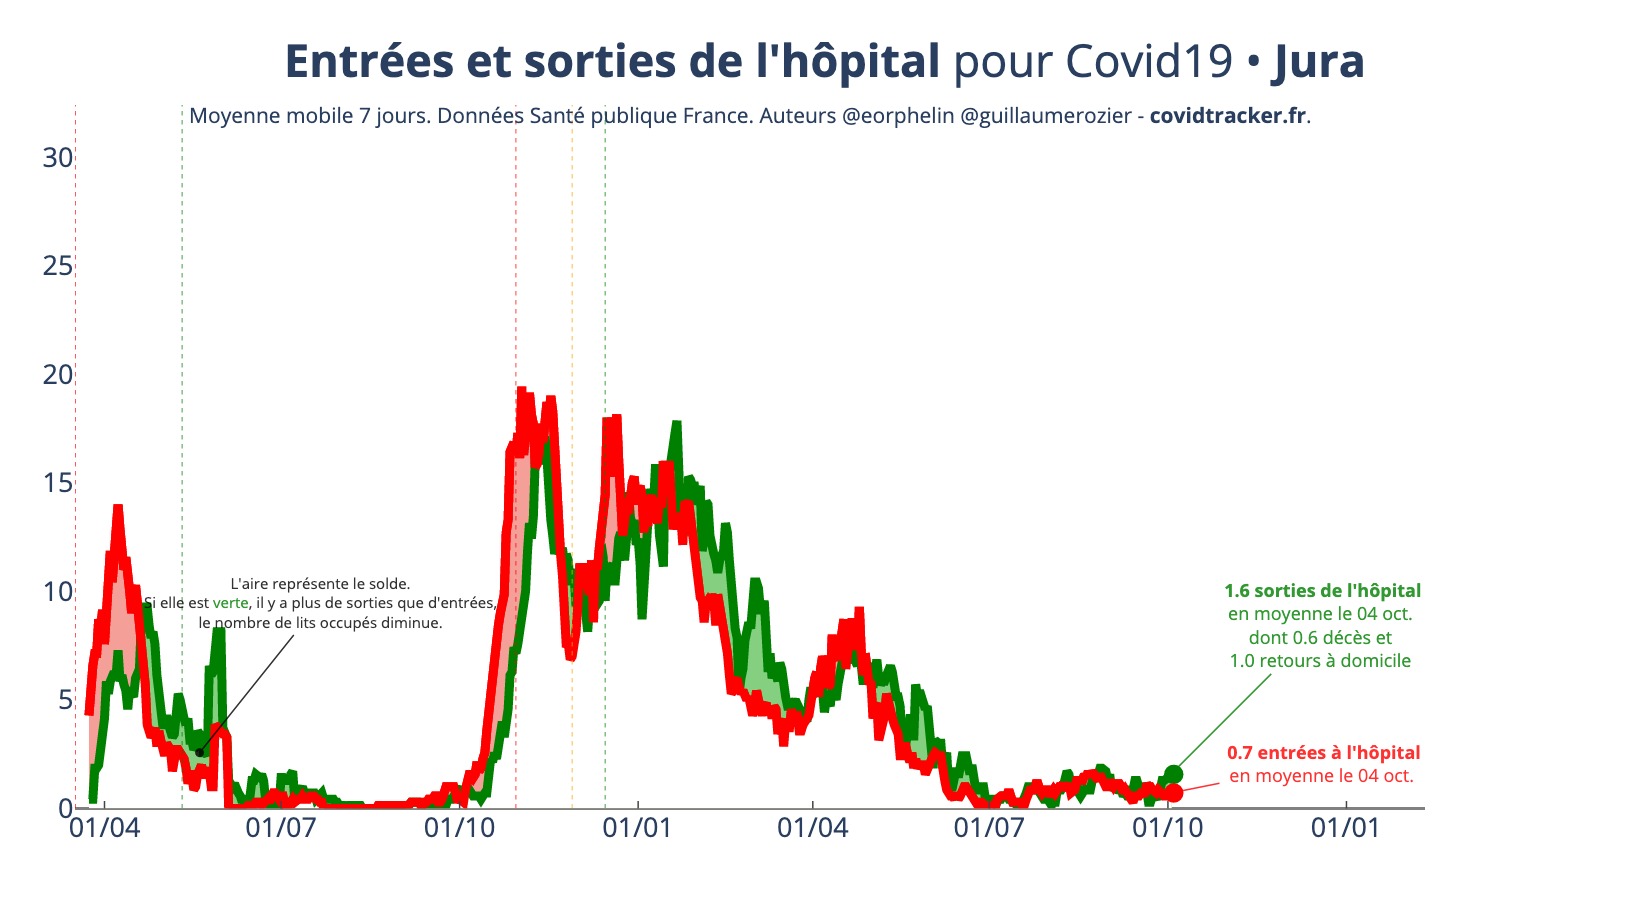 Entrées et sorties de l'hôpital pour Covid19 • Jura
Moyenne mobile 7 jours. Données Santé publique France. Auteurs @eorphelin @guillaumerozier - covidtracker.fr.
30
25
20
15
10
5
0
L'aire représente le solde.
Si elle est verte, il y a plus de sorties que d'entrées,
le nombre de lits occupés diminue.
1.6 sorties de l'hôpital
en moyenne le 04 oct.
dont 0.6 décès et
1.0 retours à domicile
0.7 entrées à l'hôpital
en moyenne le 04 oct.
01/04 01/07 01/10 01/01 01/04 01/07 01/10 01/01